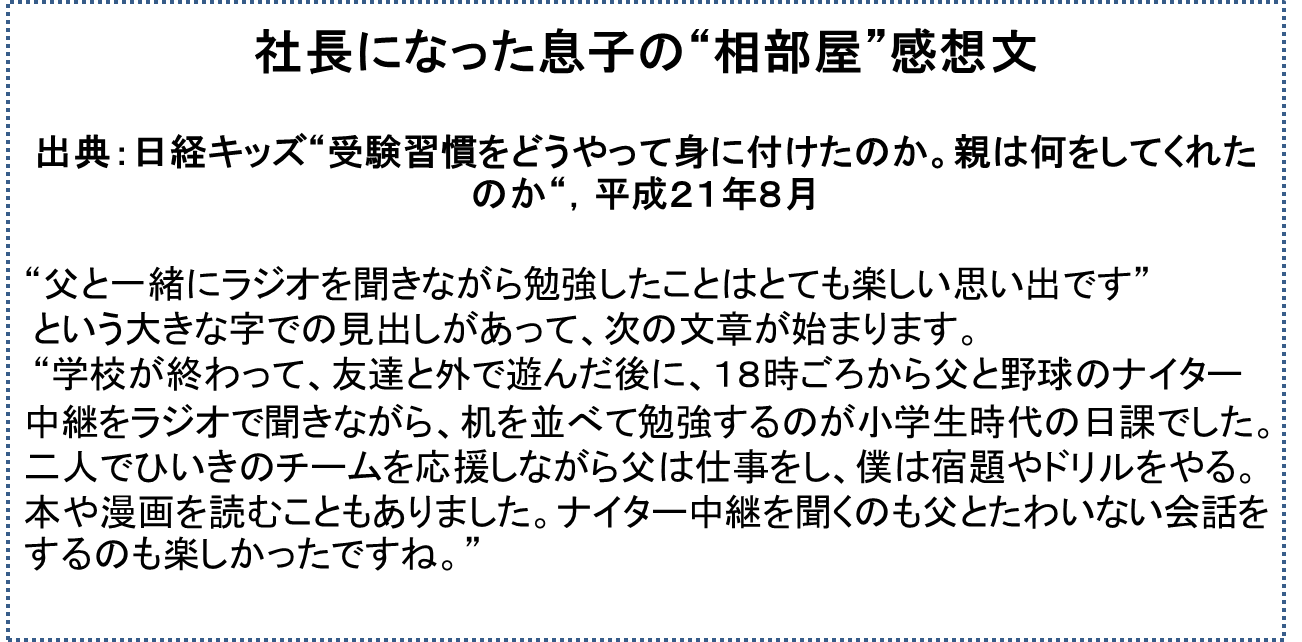 社長になった息子の“相部屋”感想文
出典：日経キッズ“受験習慣をどうやって身に付けたのか。親は何をしてくれた
のか“，平成２１年８月
“父と一緒にラジオを聞きながら勉強したことはとても楽しい思い出です”
という大きな字での見出しがあって、次の文章が始まります。
“学校が終わって、友達と外で遊んだ後に、１８時ごろから父と野球のナイター
中継をラジオで聞きながら、机を並べて勉強するのが小学生時代の日課でした。
二人でひいきのチームを応援しながら父は仕事をし、僕は宿題やドリルをやる。
本や漫画を読むこともありました。ナイター中継を聞くのも父とたわいない会話を
するのも楽しかったですね。”